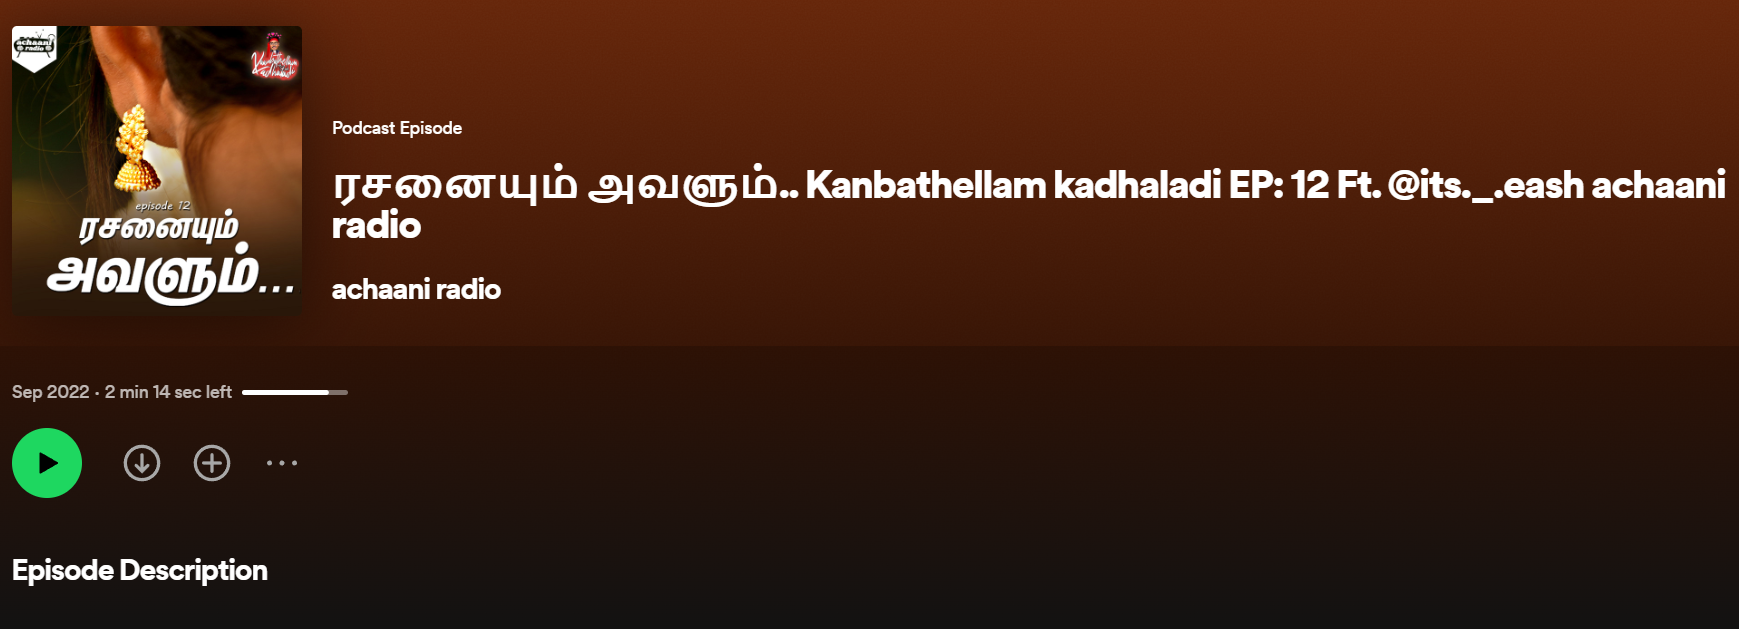 achaani
radio
Kanbathellam
kadhaladi
episode 12
ரசனையும்
அவளும்...
Podcast Episode
ரசனையும் அவளும்.. Kanbathellam kadhaladi EP: 12 Ft. @its._.eash achaani
radio
achaani radio
Sep 2022 · 2 min 14 sec left
Episode Description